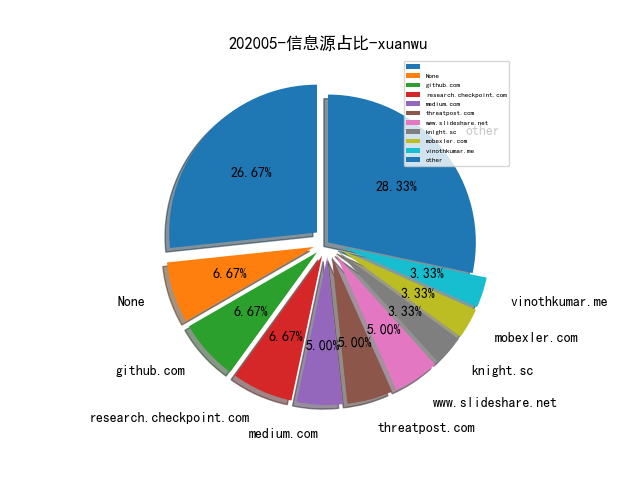 202005-信息源占比-xuanwu
None
github.com
research.checkpoint.com
medium.com
threatpost.com
www.slideshare.net
knight.sc
mobexler.com
vinothkumar.me
other
other
26.67%
28.33%
6.67%
3.33%
3.33%
3.33%
6.67%
5.00%
6.67%
5.00%
5.00%
None
vinothkumar.me
mobexler.com
github.com
knight.sc
www.slideshare.net
research.checkpoint.com
threatpost.com
medium.com